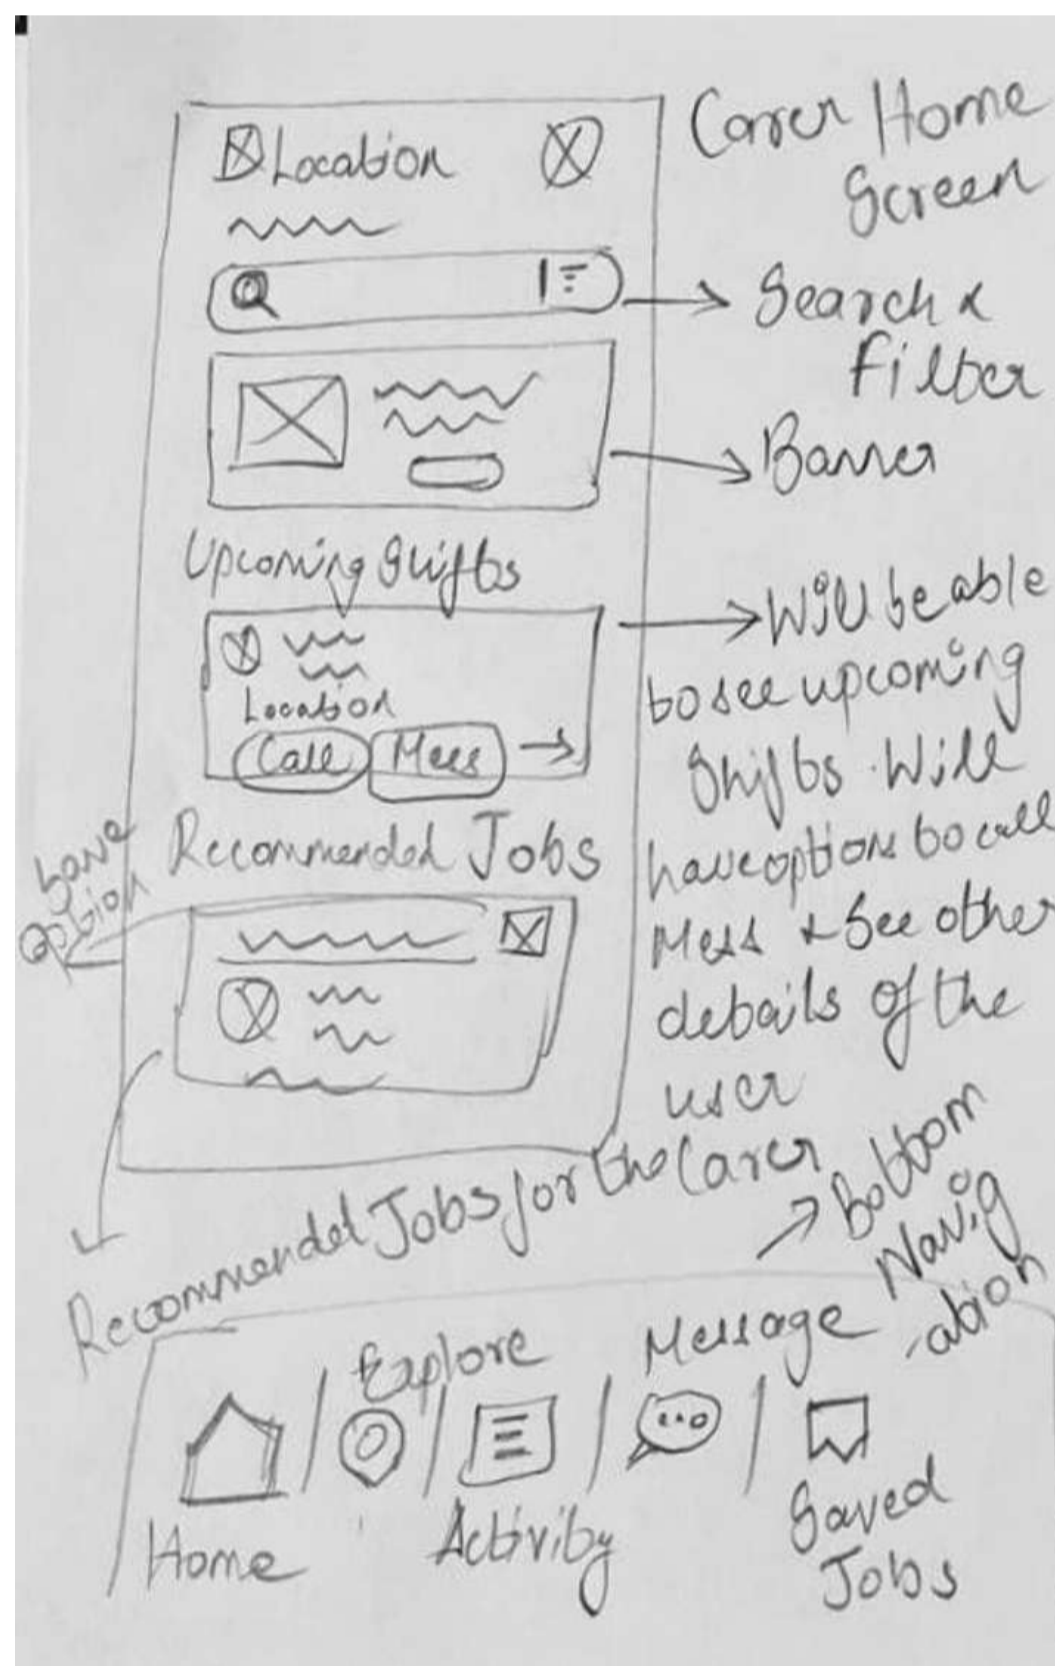 Carer Home
Screen
Location
Search &
Filter
Banner
Upcoming Shifts
Will be able
to see upcoming
Shifts. Will
have options to call
Mess & See other
details of the
user
Location
Call Mess
Recommended Jobs
Save
Option
Recommended Jobs for the Carer
Bottom
Navig
-ation
Home
Explore
Activity
Message
Saved
Jobs